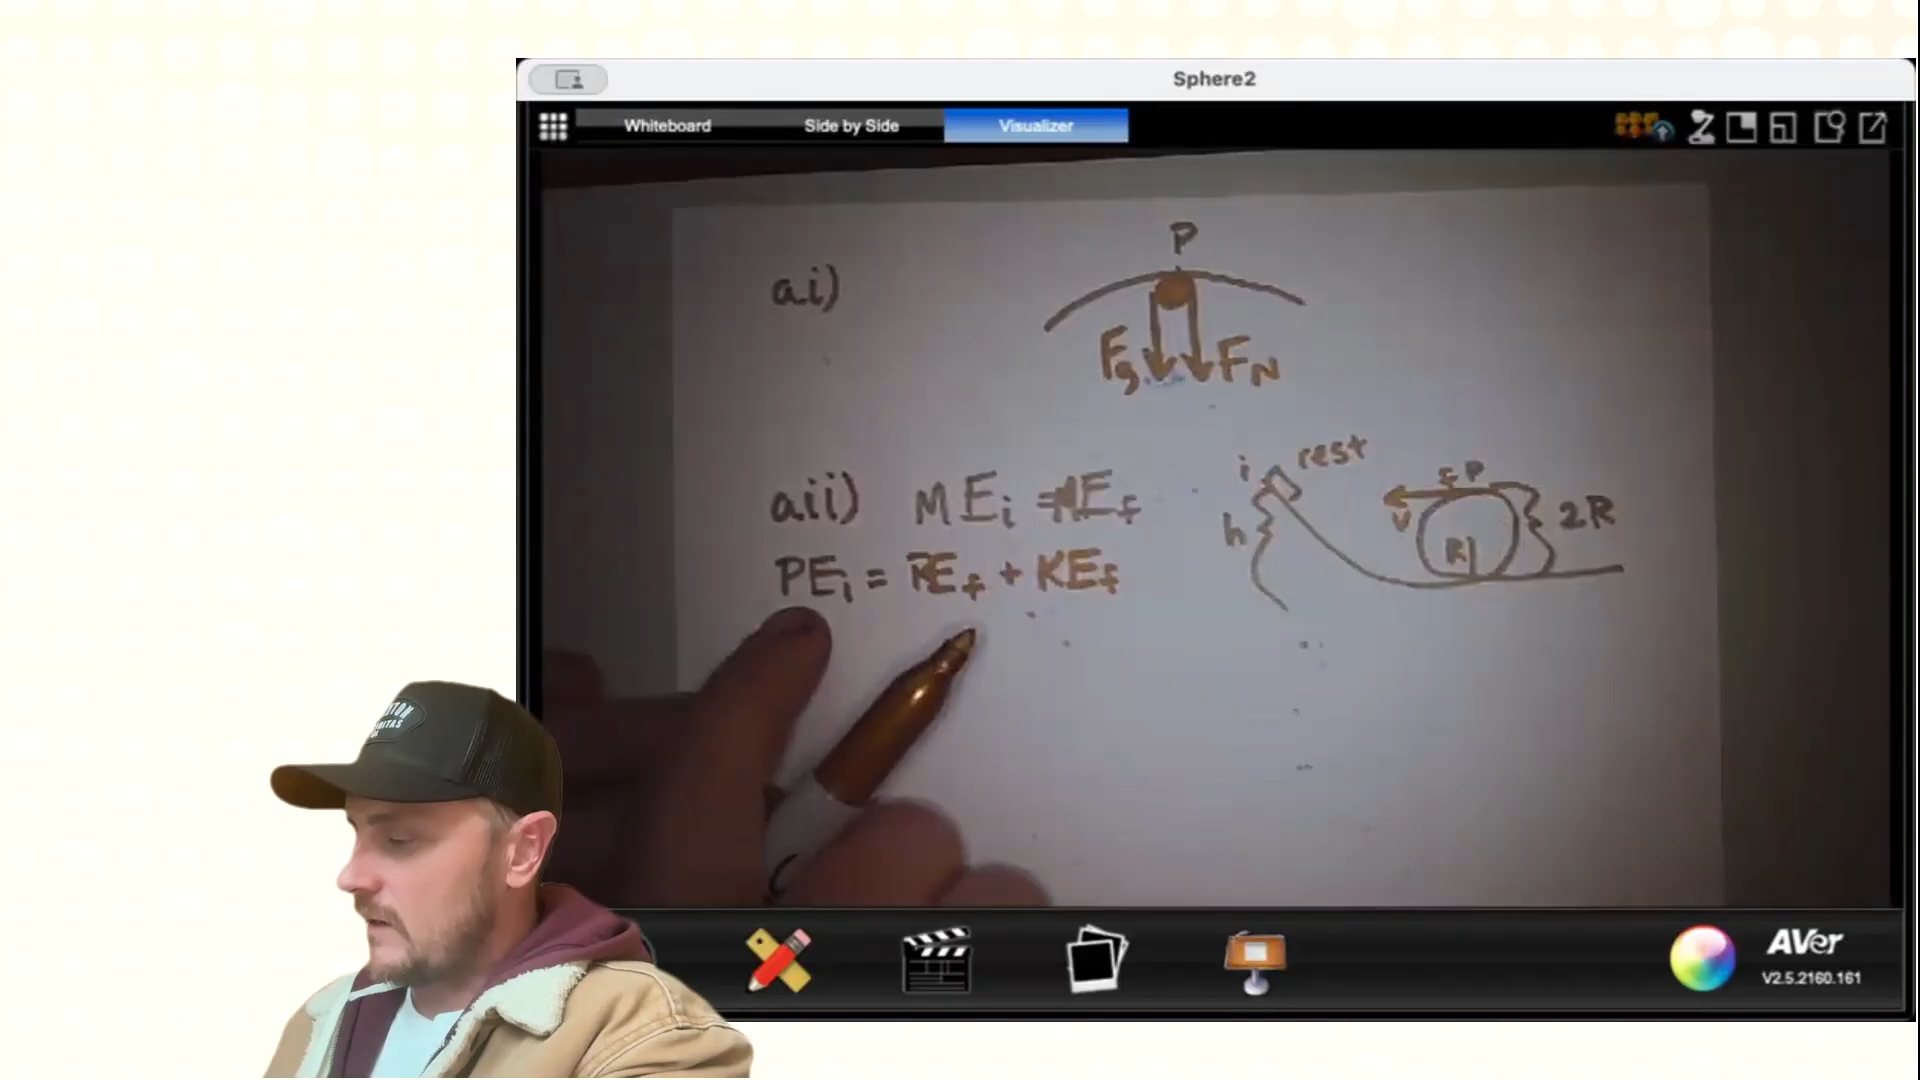 Sphere2
Whiteboard Side by Side Visualizer
P
a.i)
Fg FN
aii) MEi = MEf
PEi = PEf + KEf
i rest
h
f P
v
R
2R
AVer
V2.5.2160.161